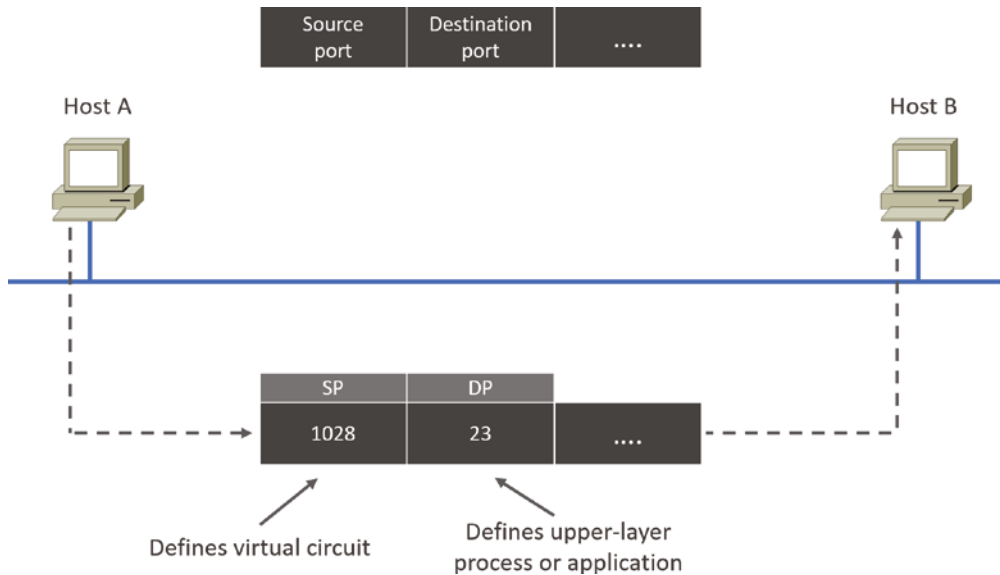 Source
port
Destination
port
....
Host A
Host B
SP
DP
1028
23
....
Defines virtual circuit
Defines upper-layer
process or application